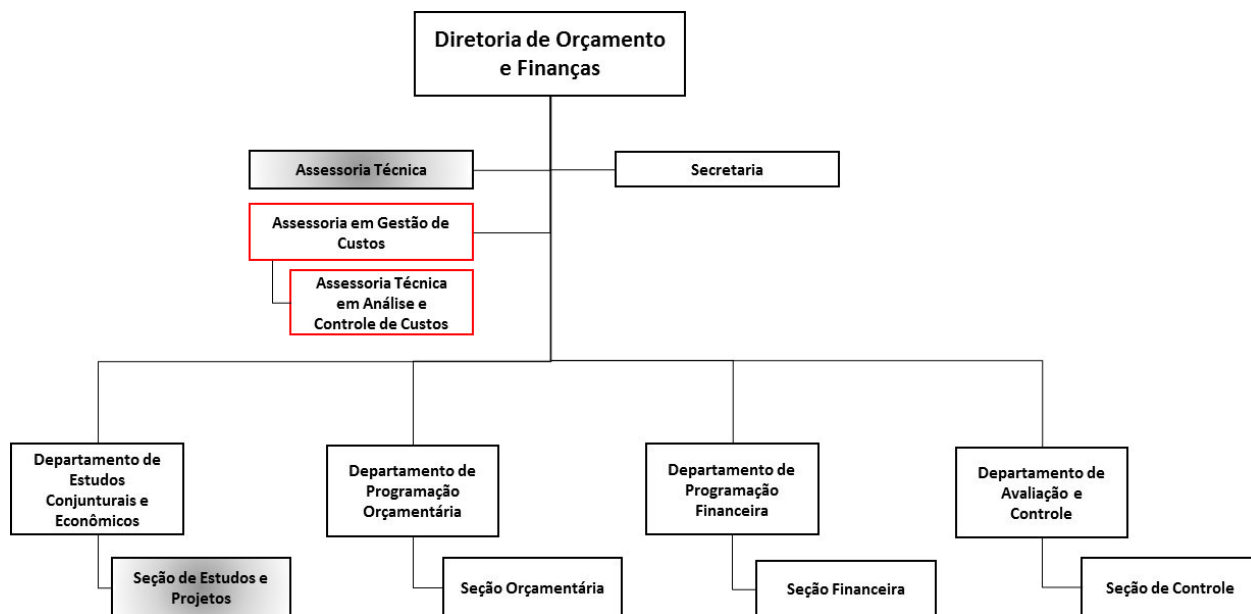 Diretoria de Orçamento
e Finanças
Assessoria Técnica
Secretaria
Assessoria em Gestão de
Custos
Assessoria Técnica
em Análise e
Controle de Custos
Departamento de
Estudos
Conjunturais e
Econômicos
Departamento de
Programação
Orçamentária
Departamento de
Programação
Financeira
Departamento de
Avaliação e
Controle
Seção de Estudos e
Projetos
Seção Orçamentária
Seção Financeira
Seção de Controle